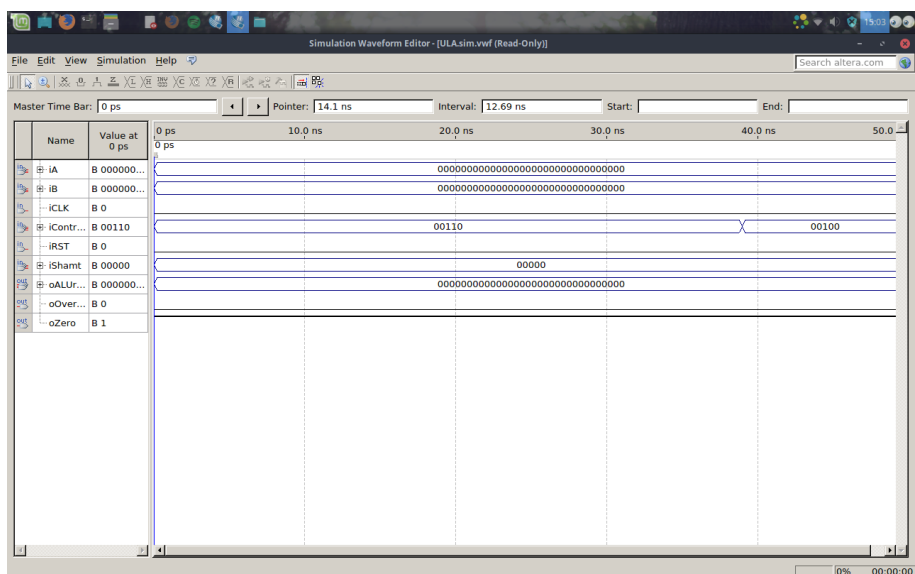 15:03
Simulation Waveform Editor - [ULA.sim.vwf (Read-Only)]
File Edit View Simulation Help
Search altera.com
Master Time Bar: 0 ps Pointer: 14.1 ns Interval: 12.69 ns Start: End:
Name Value at 0 ps
0 ps 10.0 ns 20.0 ns 30.0 ns 40.0 ns 50.0
0 ps
iA B 000000... 00000000000000000000000000000000
iB B 000000... 00000000000000000000000000000000
iCLK B 0
iContr... B 00110 00110 00100
iRST B 0
iShamt B 00000 00000
oALUr... B 000000... 00000000000000000000000000000000
oOver... B 0
oZero B 1
0% 00:00:00